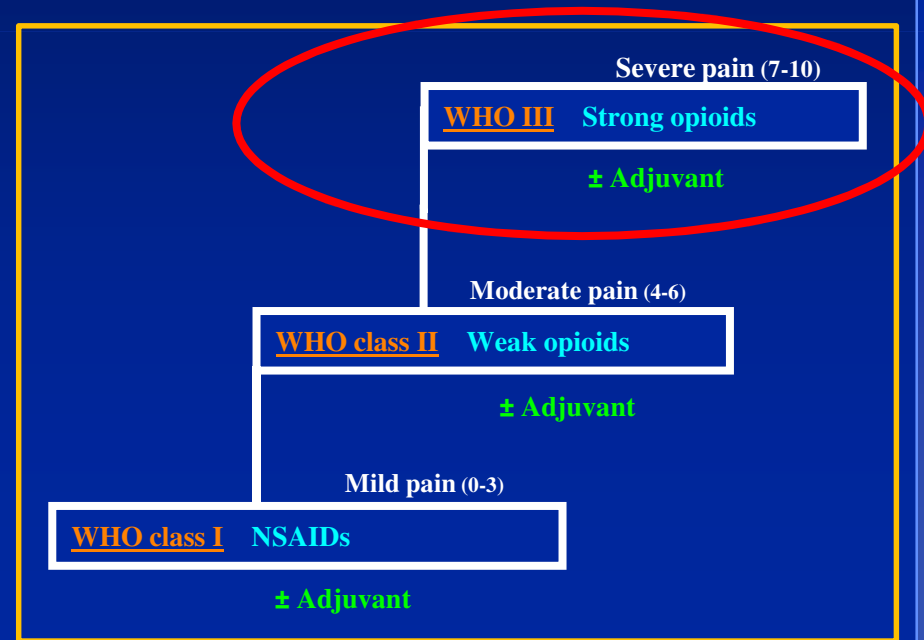 Severe pain (7-10)
WHO III Strong opioids
± Adjuvant
Moderate pain (4-6)
WHO class II Weak opioids
± Adjuvant
Mild pain (0-3)
WHO class I NSAIDs
± Adjuvant